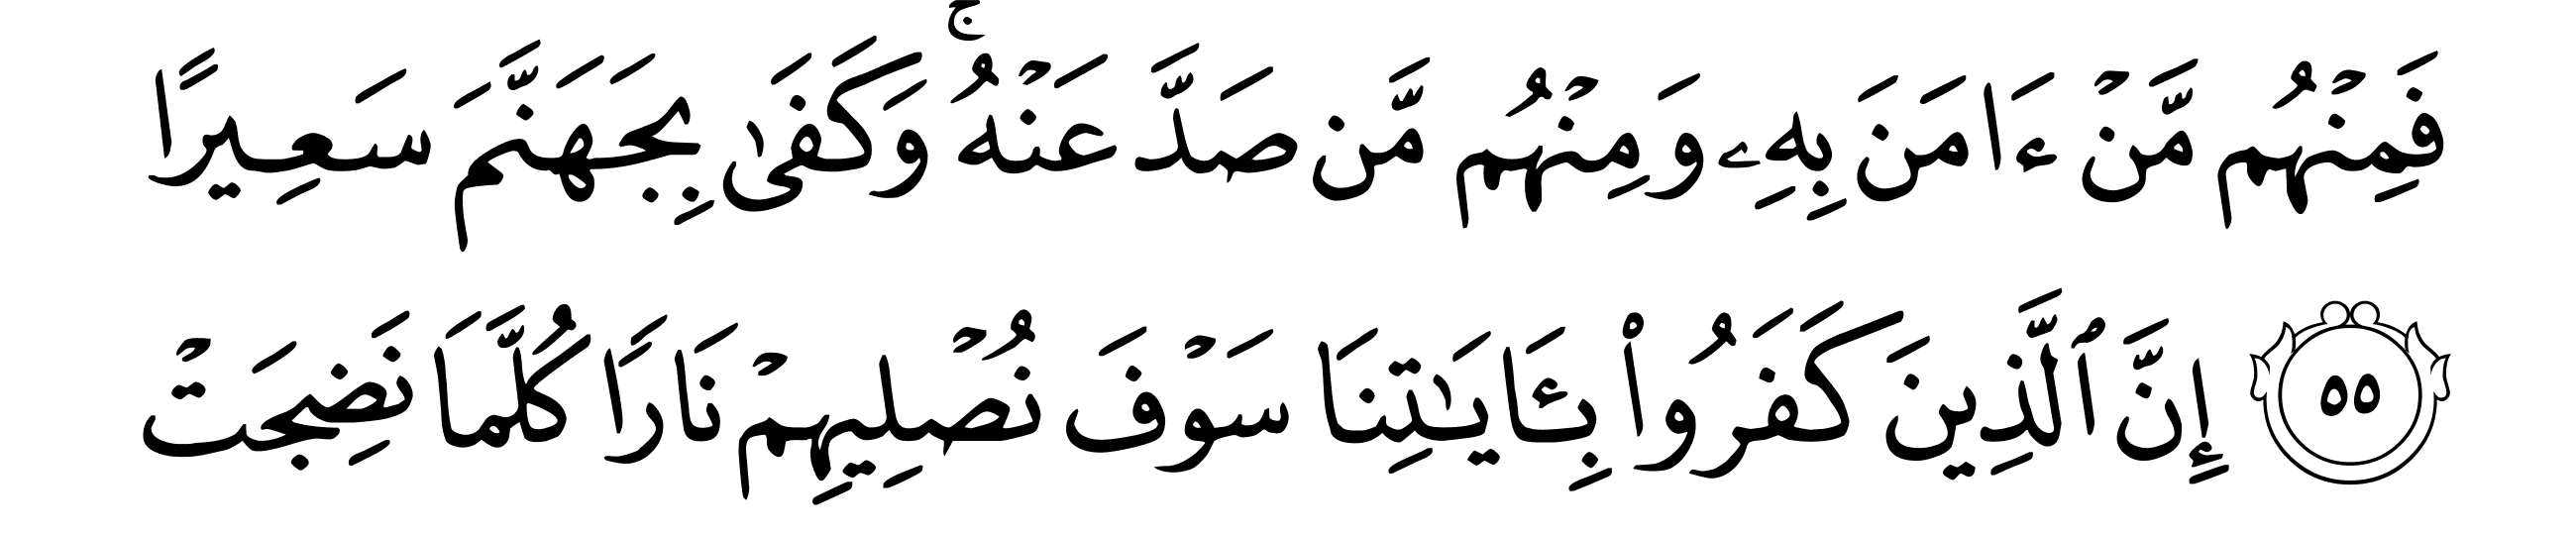 فَمِنۡهُم مَّنۡ ءَامَنَ بِهِۦ وَمِنۡهُم مَّن صَدَّ عَنۡهُۚ وَكَفَىٰ بِجَهَنَّمَ سَعِيرًا
٥٥ إِنَّ ٱلَّذِينَ كَفَرُواْ بِـَٔايَٰتِنَا سَوۡفَ نُصۡلِيهِمۡ نَارًا كُلَّمَا نَضِجَتۡ